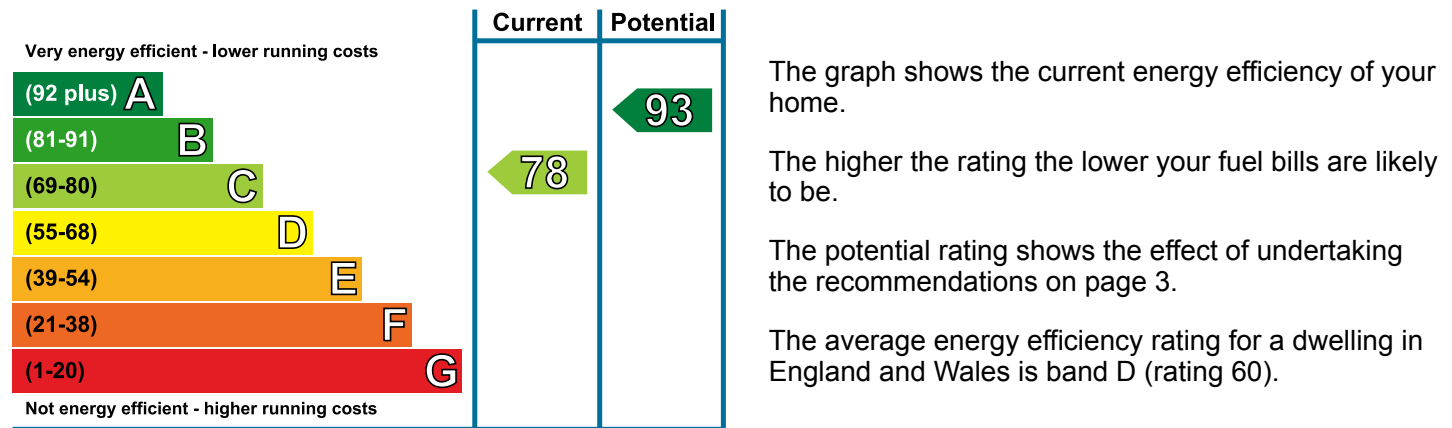 Current Potential
Very energy efficient - lower running costs
(92 plus) A
93
(81-91) B
(69-80) C
78
(55-68) D
(39-54) E
(21-38) F
(1-20) G
Not energy efficient - higher running costs
The graph shows the current energy efficiency of your
home.
The higher the rating the lower your fuel bills are likely
to be.
The potential rating shows the effect of undertaking
the recommendations on page 3.
The average energy efficiency rating for a dwelling in
England and Wales is band D (rating 60).